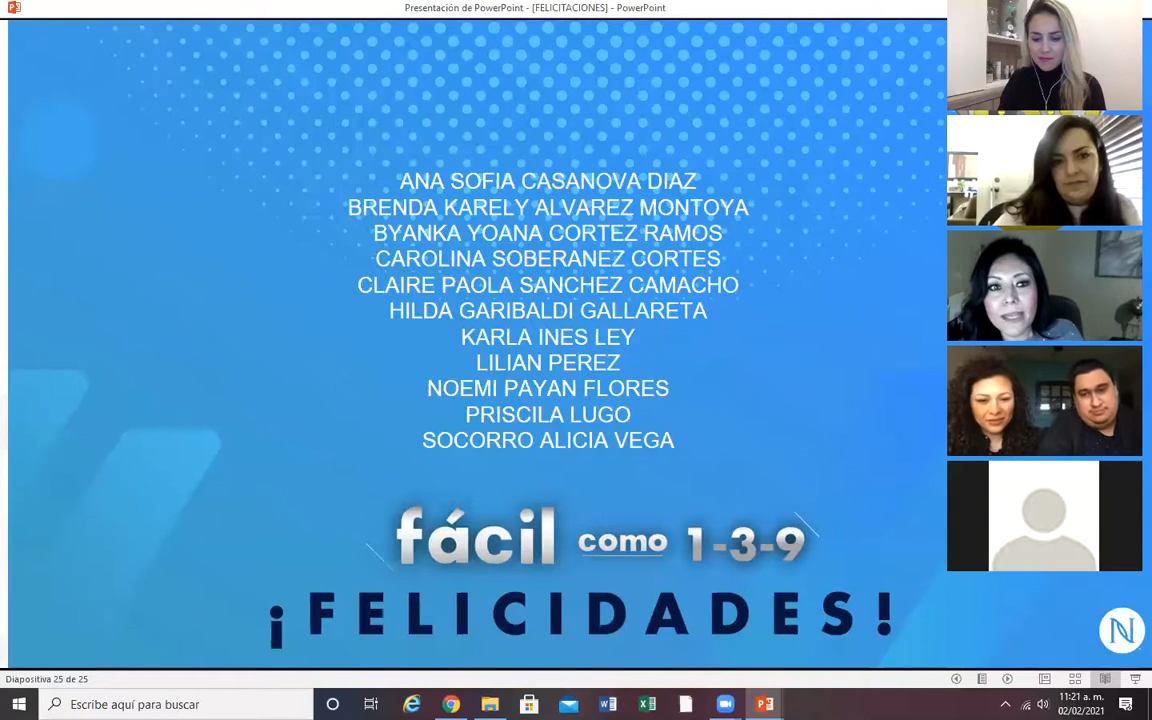 Presentación de PowerPoint - [FELICITACIONES] - PowerPoint
ANA SOFIA CASANOVA DIAZ
BRENDA KARELY ALVAREZ MONTOYA
BYANKA YOANA CORTEZ RAMOS
CAROLINA SOBERANEZ CORTES
CLAIRE PAOLA SANCHEZ CAMACHO
HILDA GARIBALDI GALLARETA
KARLA INES LEY
LILIAN PEREZ
NOEMI PAYAN FLORES
PRISCILA LUGO
SOCORRO ALICIA VEGA
fácil como 1-3-9
¡FELICIDADES!
N
Diapositiva 25 de 25
Escribe aquí para buscar
11:21 a. m.
02/02/2021